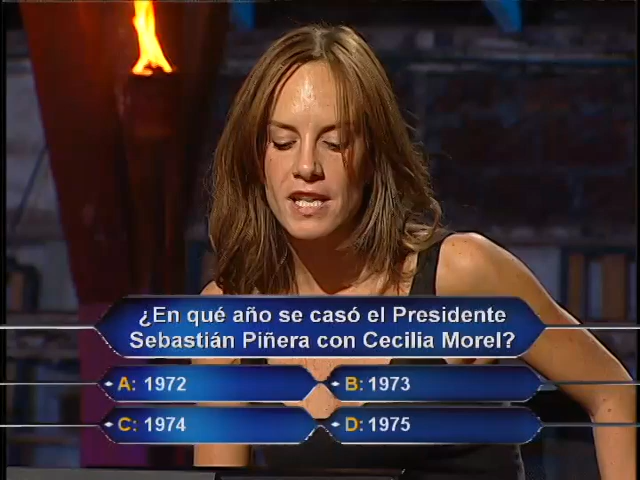 ¿En qué año se casó el Presidente
Sebastián Piñera con Cecilia Morel?
A: 1972
B: 1973
C: 1974
D: 1975